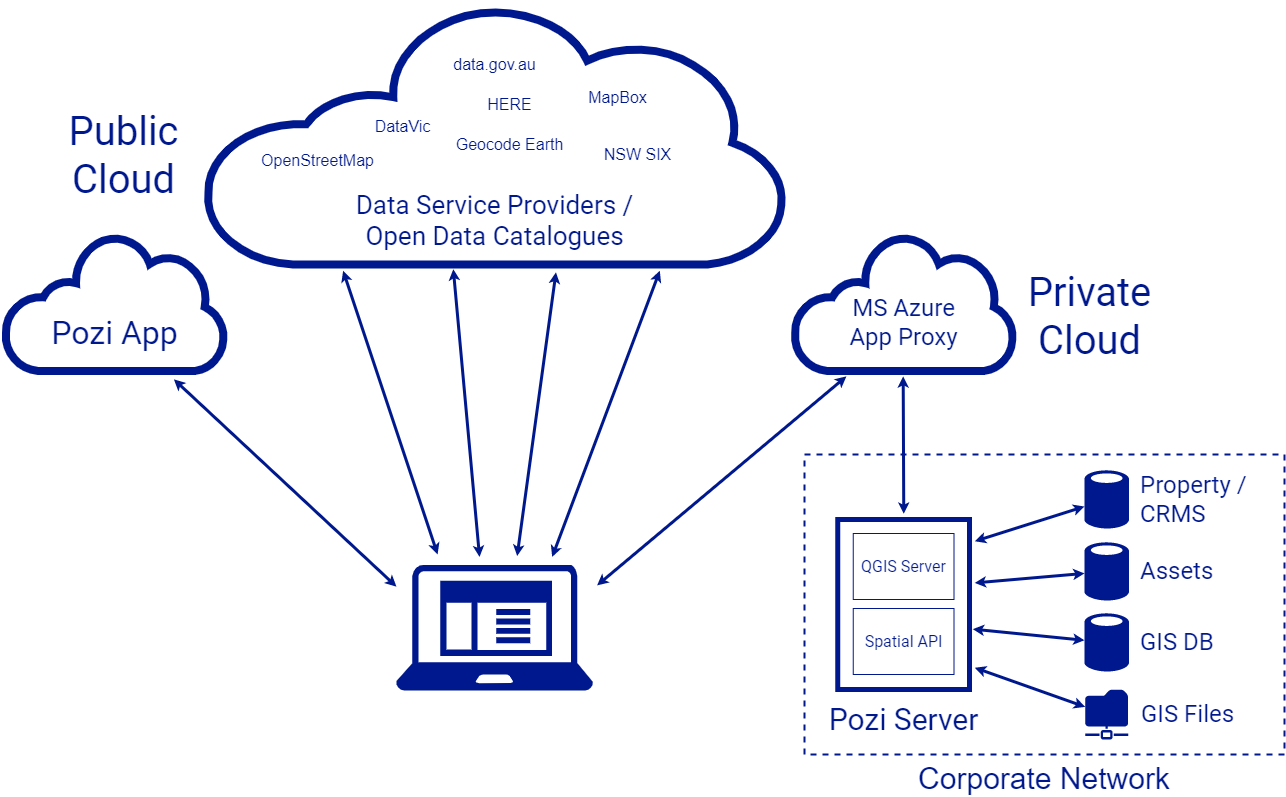 Public
Cloud
data.gov.au
HERE
MapBox
DataVic
Geocode Earth
NSW SIX
OpenStreetMap
Data Service Providers /
Open Data Catalogues
Pozi App
MS Azure
App Proxy
Private
Cloud
QGIS Server
Spatial API
Pozi Server
Property /
CRMS
Assets
GIS DB
GIS Files
Corporate Network